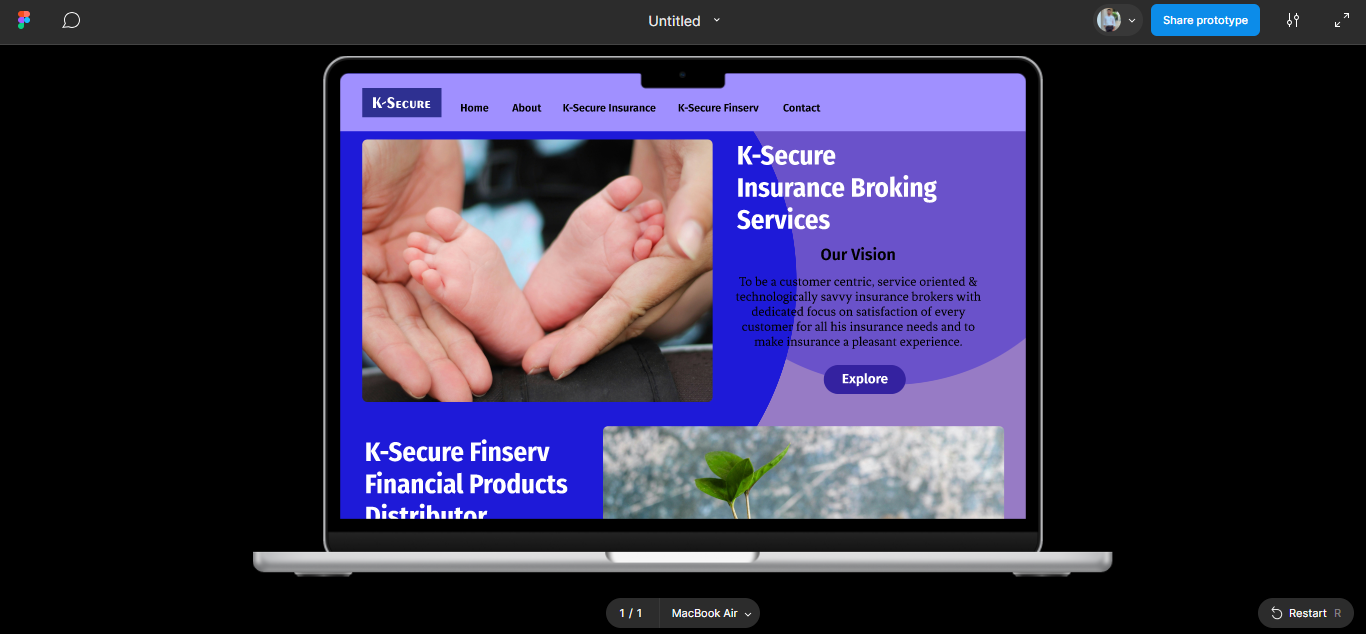 Untitled
Share prototype
K-Secure
Home About K-Secure Insurance K-Secure Finserv Contact
K-Secure
Insurance Broking
Services
Our Vision
To be a customer centric, service oriented &
technologically savvy insurance brokers with
dedicated focus on satisfaction of every
customer for all his insurance needs and to
make insurance a pleasant experience.
Explore
K-Secure Finserv
Financial Products
Distributor
1 / 1 MacBook Air
Restart R